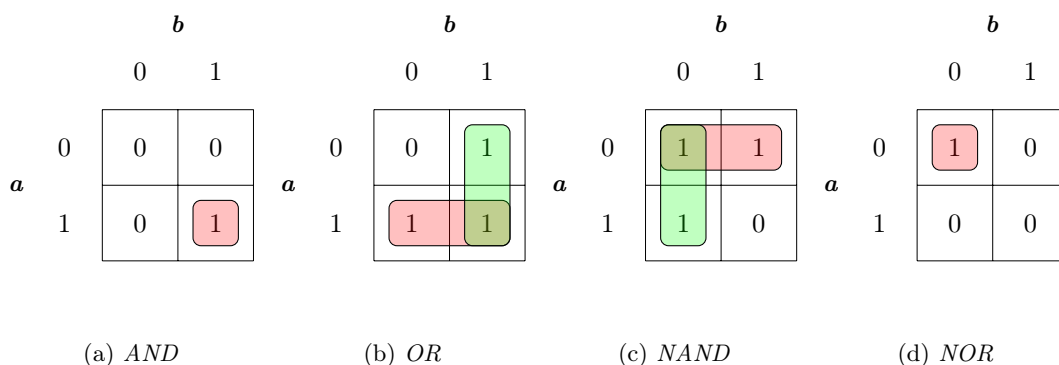 b b b b
0 1 0 1 0 1 0 1
0 0 0 0 0 1 0 1 1 0 1 0
a a a a
1 0 1 1 1 1 1 1 0 1 0 0
(a) AND (b) OR (c) NAND (d) NOR